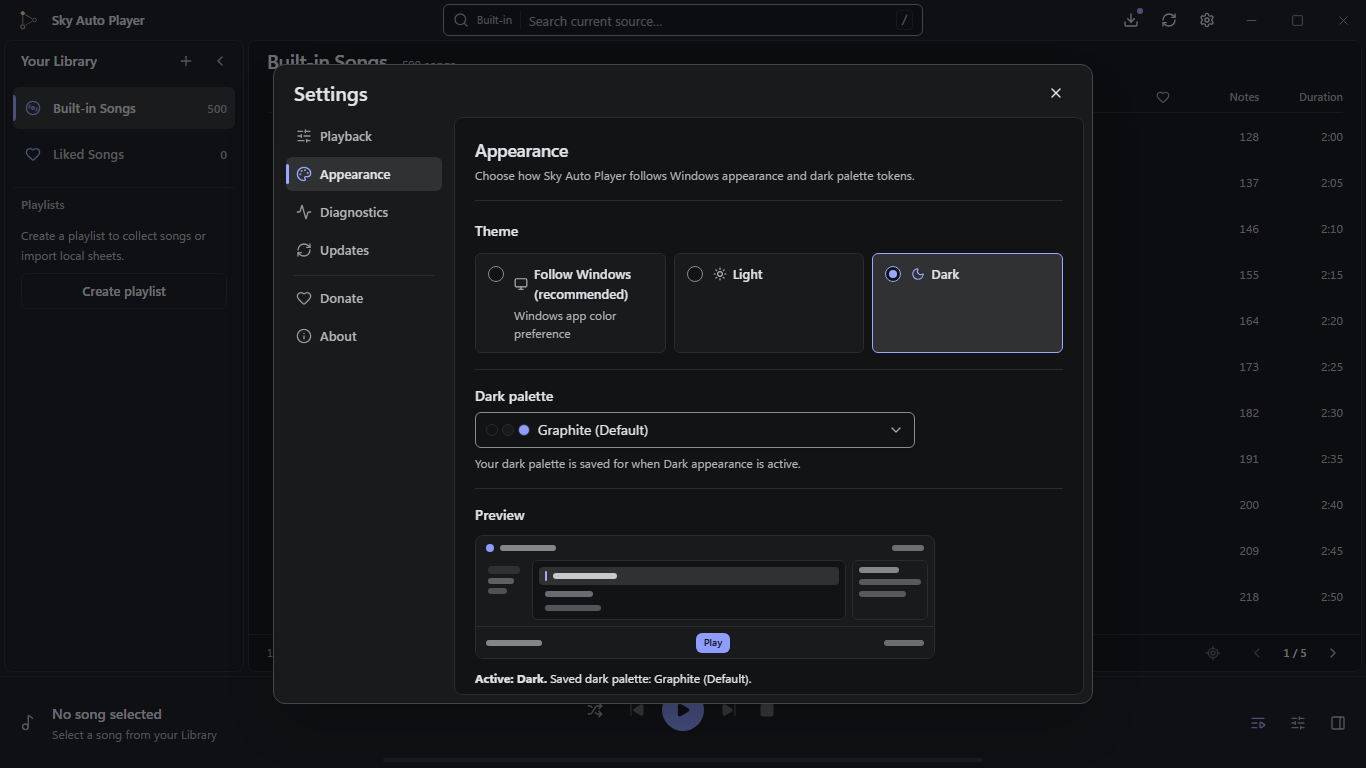 Sky Auto Player
Built-in
Search current source...
/
Your Library
Built-in Songs
500
Liked Songs
0
Playlists
Create a playlist to collect songs or
import local sheets.
Create playlist
Built-in Songs
Notes
Duration
128
2:00
137
2:05
146
2:10
155
2:15
164
2:20
173
2:25
182
2:30
191
2:35
200
2:40
209
2:45
218
2:50
1 / 5
Settings
Playback
Appearance
Diagnostics
Updates
Donate
About
Appearance
Choose how Sky Auto Player follows Windows appearance and dark palette tokens.
Theme
Follow Windows
(recommended)
Windows app color
preference
Light
Dark
Dark palette
Graphite (Default)
Your dark palette is saved for when Dark appearance is active.
Preview
Play
Active: Dark. Saved dark palette: Graphite (Default).
No song selected
Select a song from your Library